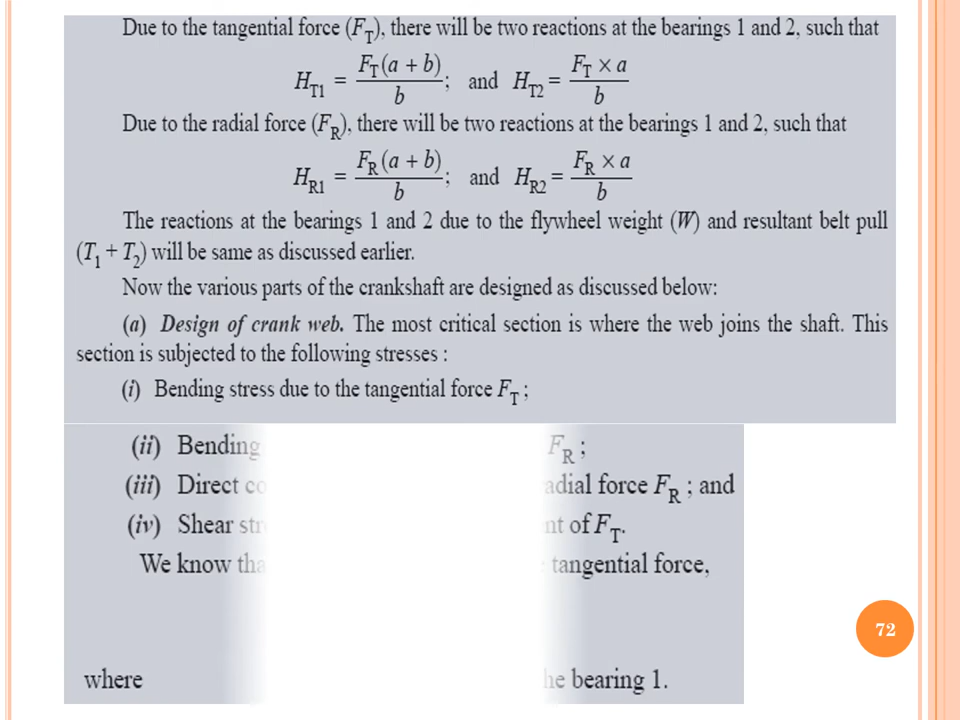 Due to the tangential force (F_T), there will be two reactions at the bearings 1 and 2, such that
H_T1 = F_T (a + b) / b ; and H_T2 = F_T × a / b
Due to the radial force (F_R), there will be two reactions at the bearings 1 and 2, such that
H_R1 = F_R (a + b) / b ; and H_R2 = F_R × a / b
The reactions at the bearings 1 and 2 due to the flywheel weight (W) and resultant belt pull
(T_1 + T_2) will be same as discussed earlier.
Now the various parts of the crankshaft are designed as discussed below:
(a) Design of crank web. The most critical section is where the web joins the shaft. This
section is subjected to the following stresses :
(i) Bending stress due to the tangential force F_T ;
(ii) Bending F_R ;
(iii) Direct force F_R ; and
(iv) Shear of F_T.
We know tangential force,
where bearing 1.
72